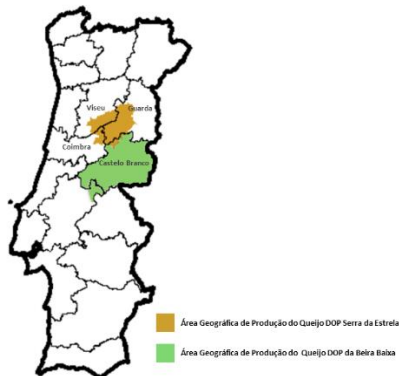 Viseu
Guarda
Coimbra
Castelo Branco
Área Geográfica de Produção do Queijo DOP Serra da Estrela
Área Geográfica de Produção do Queijo DOP da Beira Baixa